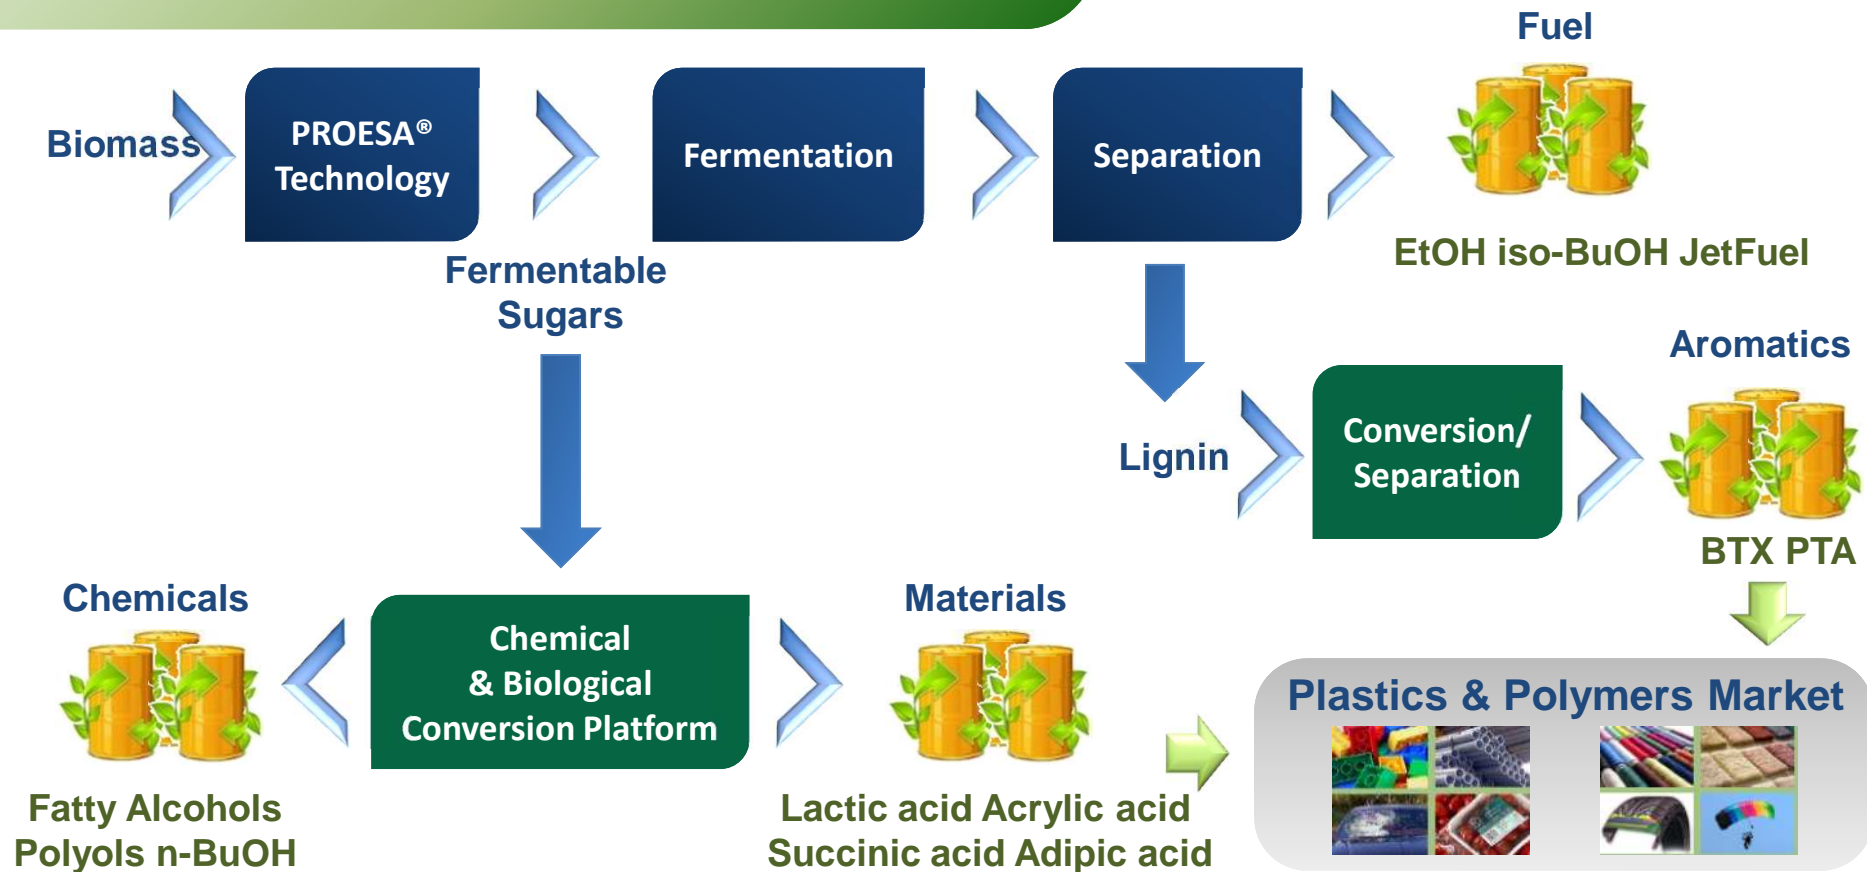 Fuel
Biomass
PROESA®
Technology
Fermentation
Separation
EtOH iso-BuOH JetFuel
Fermentable
Sugars
Aromatics
Lignin
Conversion/
Separation
BTX PTA
Chemicals
Chemical
& Biological
Conversion Platform
Materials
Plastics & Polymers Market
Fatty Alcohols
Polyols n-BuOH
Lactic acid Acrylic acid
Succinic acid Adipic acid